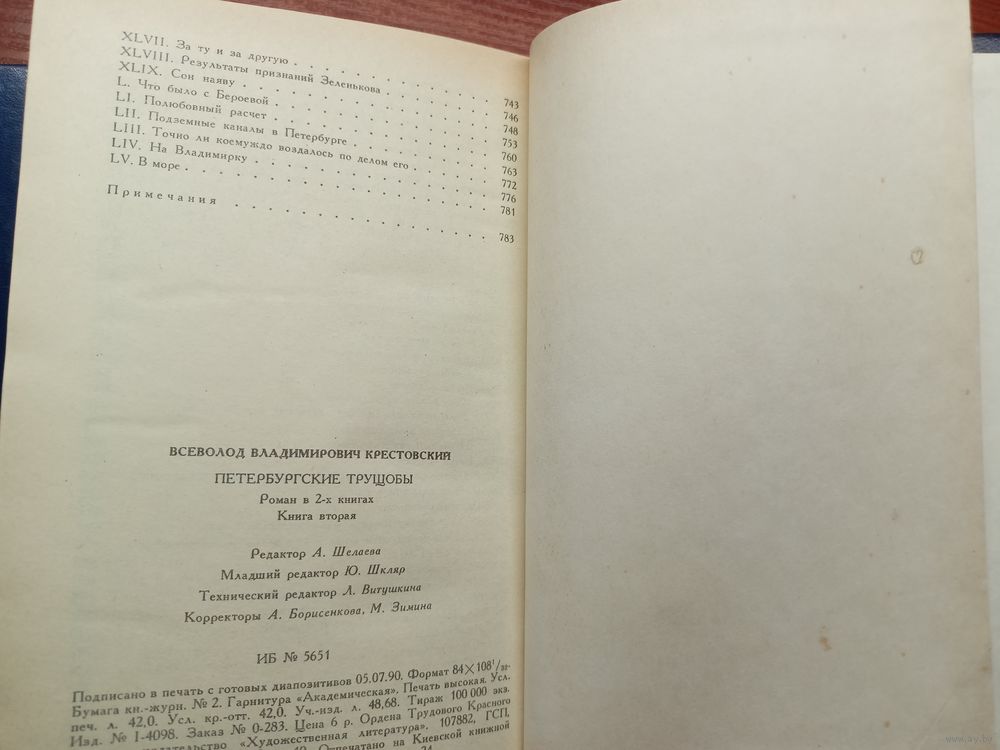 XLVII. За ту и за другую . . . . . . . . . . 743
XLVIII. Результаты признаний Зеленькова . . . . . . 746
XLIX. Сон наяву . . . . . . . . . . . . 748
L. Что было с Бероевой . . . . . . . . . . 753
LI. Полюбовный расчет . . . . . . . . . . 760
LII. Подземные каналы в Петербурге . . . . . . . 763
LIII. Точно ли коемуждо воздалось по делом его . . . . . 772
LIV. На Владимирку . . . . . . . . . . . 776
LV. В море . . . . . . . . . . . . . 781
Примечания . . . . . . . . . . . . 783
ВСЕВОЛОД ВЛАДИМИРОВИЧ КРЕСТОВСКИЙ
ПЕТЕРБУРГСКИЕ ТРУЩОБЫ
Роман в 2-х книгах
Книга вторая
Редактор А. Шелаева
Младший редактор Ю. Шкляр
Технический редактор Л. Витушкина
Корректоры А. Борисенкова, М. Зимина
ИБ № 5651
Подписано в печать с готовых диапозитивов 05.07.90. Формат 84×108¹/₃₂.
Бумага кн.-журн. № 2. Гарнитура «Академическая». Печать высокая. Усл.
печ. л. 42,0. Усл. кр.-отт. 42,0. Уч.-изд. л. 48,68. Тираж 100 000 экз.
Изд. № I-4098. Заказ № 0-283. Цена 6 р. Ордена Трудового Красного
«Художественная литература». 107882, ГСП,
Отпечатано на Киевской книжной
www.ay.by